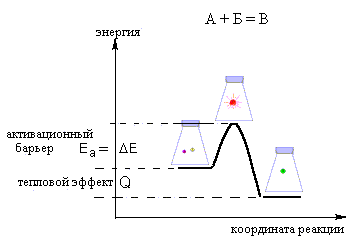 А + Б = В
энергия
активационный
барьер Eа = ΔE
тепловой эффект Q
координата реакции